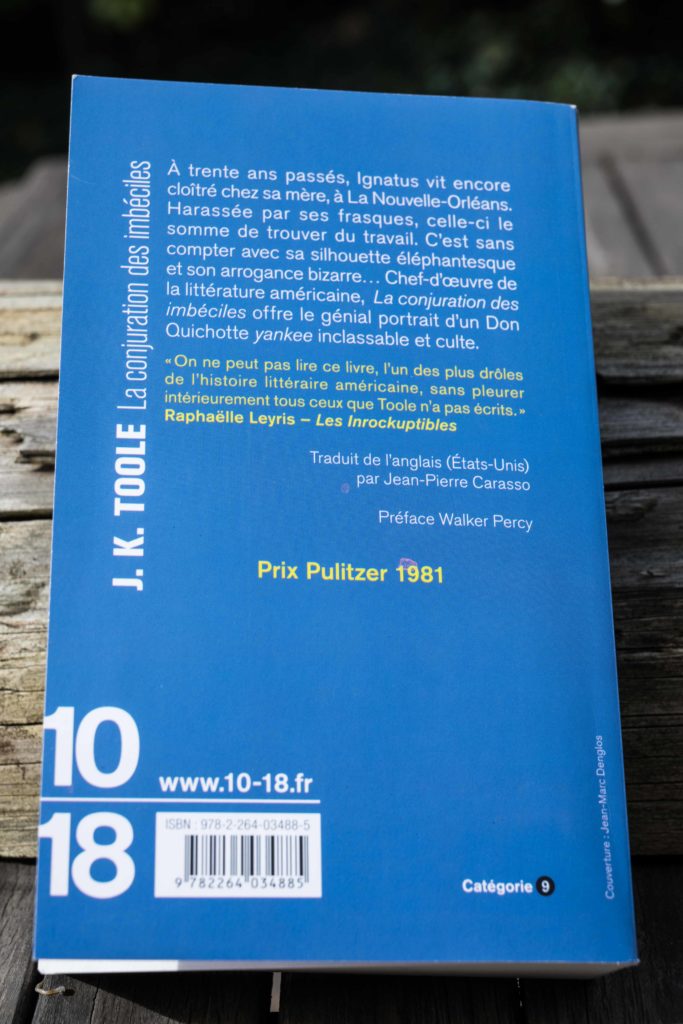 À trente ans passés, Ignatus vit encore
cloîtré chez sa mère, à La Nouvelle-Orléans.
Harassée par ses frasques, celle-ci le
somme de trouver du travail. C'est sans
compter avec sa silhouette éléphantesque
et son arrogance bizarre... Chef-d'œuvre de
la littérature américaine, La conjuration des
imbéciles offre le génial portrait d'un Don
Quichotte yankee inclassable et culte.
« On ne peut pas lire ce livre, l'un des plus drôles
de l'histoire littéraire américaine, sans pleurer
intérieurement tous ceux que Toole n'a pas écrits. »
Raphaëlle Leyris – Les Inrockuptibles
Traduit de l'anglais (États-Unis)
par Jean-Pierre Carasso
Préface Walker Percy
Prix Pulitzer 1981
J. K. TOOLE La conjuration des imbéciles
10
18
www.10-18.fr
ISBN : 978-2-264-03488-5
9 782264 034885
Catégorie 9
Couverture : Jean-Marc Denglos